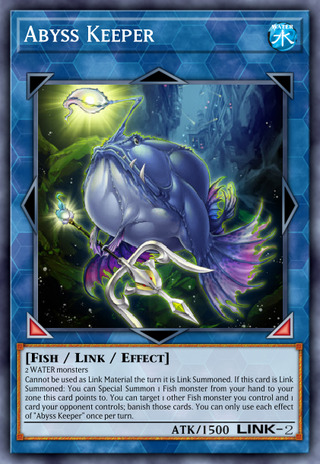 Abyss Keeper
WATER
水
[Fish / Link / Effect]
2 WATER monsters
Cannot be used as Link Material the turn it is Link Summoned. If this card is Link
Summoned: You can Special Summon 1 Fish monster from your hand to your
zone this card points to. You can target 1 other Fish monster you control and 1
card your opponent controls; banish those cards. You can only use each effect
of "Abyss Keeper" once per turn.
ATK/1500 LINK-2